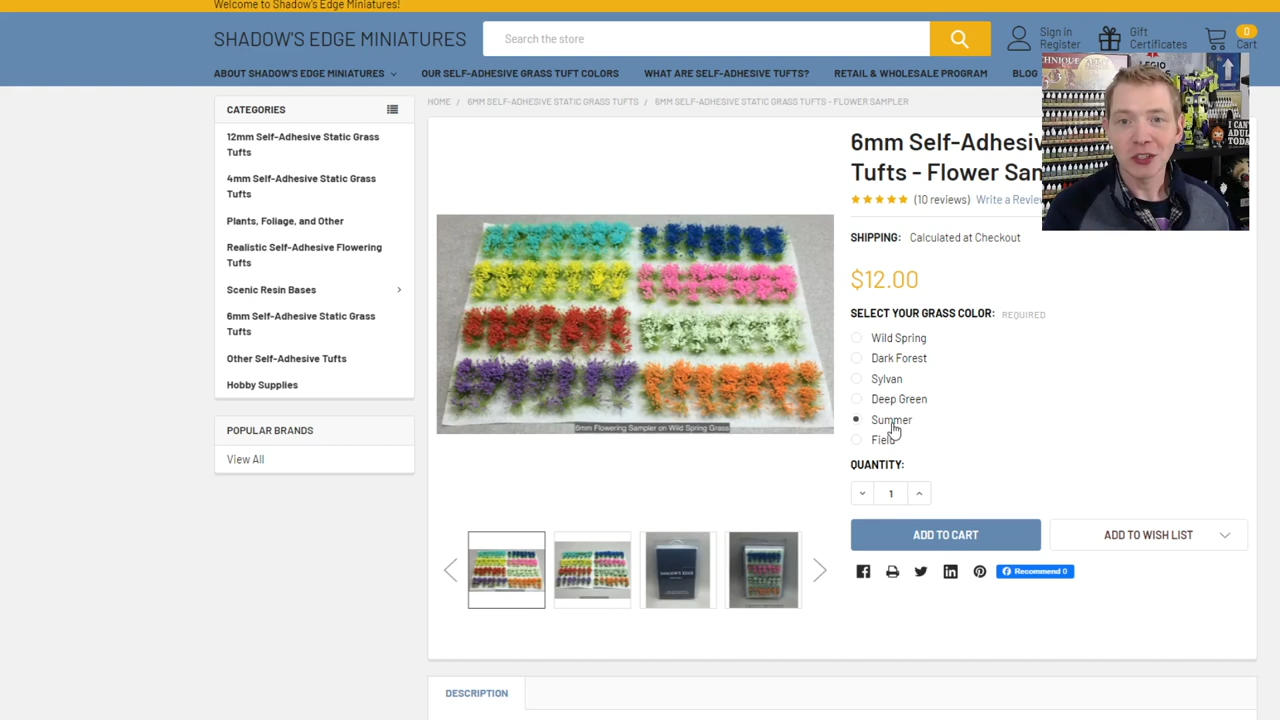 Welcome to Shadow's Edge Miniatures!
SHADOW'S EDGE MINIATURES
Search the store
Sign in
Register
Gift
Certificates
0
Cart
ABOUT SHADOW'S EDGE MINIATURES
OUR SELF-ADHESIVE GRASS TUFT COLORS
WHAT ARE SELF-ADHESIVE TUFTS?
RETAIL & WHOLESALE PROGRAM
BLOG
CATEGORIES
12mm Self-Adhesive Static Grass
Tufts
4mm Self-Adhesive Static Grass
Tufts
Plants, Foliage, and Other
Realistic Self-Adhesive Flowering
Tufts
Scenic Resin Bases
6mm Self-Adhesive Static Grass
Tufts
Other Self-Adhesive Tufts
Hobby Supplies
POPULAR BRANDS
View All
HOME / 6MM SELF-ADHESIVE STATIC GRASS TUFTS / 6MM SELF-ADHESIVE STATIC GRASS TUFTS - FLOWER SAMPLER
6mm Flowering Sampler on Wild Spring Grass
SHADOW'S EDGE
6mm Self-Adhesiv
Tufts - Flower Sam
(10 reviews) Write a Revie
SHIPPING: Calculated at Checkout
$12.00
SELECT YOUR GRASS COLOR: REQUIRED
Wild Spring
Dark Forest
Sylvan
Deep Green
Summer
Field
QUANTITY:
1
ADD TO CART
ADD TO WISH LIST
Recommend 0
DESCRIPTION
LEGIO
I CAN'T
ADUL
TODA